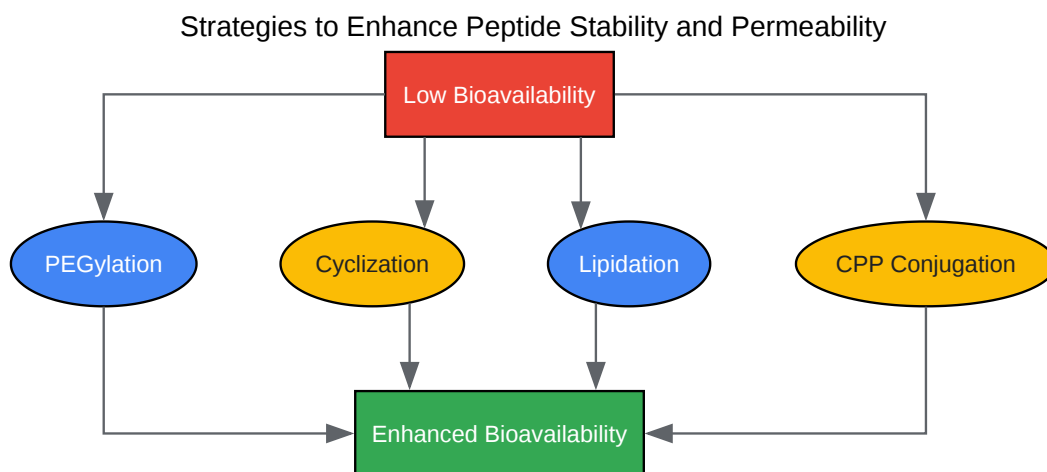 Strategies to Enhance Peptide Stability and Permeability
Low Bioavailability
PEGylation
Cyclization
Lipidation
CPP Conjugation
Enhanced Bioavailability